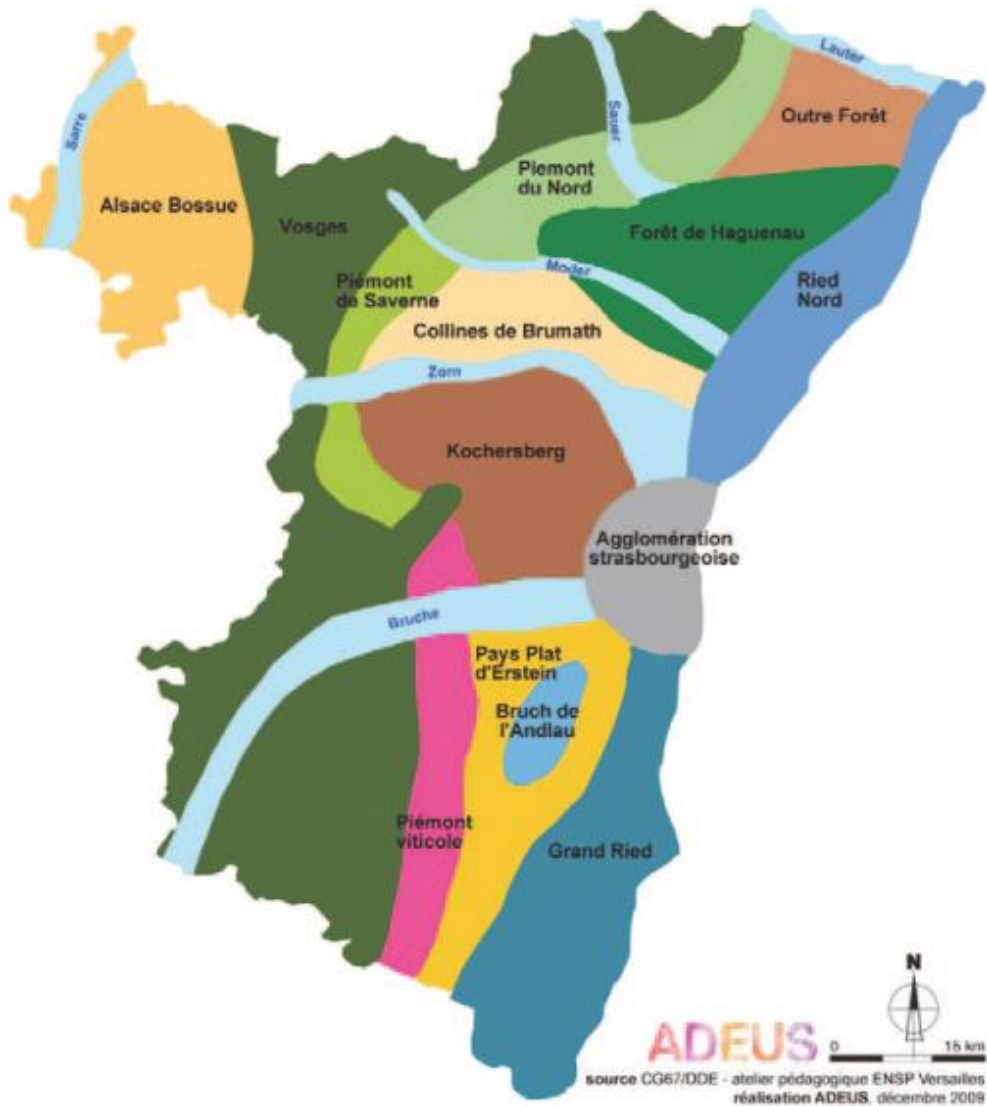 Lauter
Sarre
Sauer
Outre Forêt
Piemont
du Nord
Alsace Bossue
Vosges
Forêt de Haguenau
Moder
Piémont
de Saverne
Ried
Nord
Collines de Brumath
Zorn
Kochersberg
Agglomération
strasbourgeoise
Bruche
Pays Plat
d'Erstein
Bruch de
l'Andlau
Piémont
viticole
Grand Ried
N
ADEUS
0 15 km
source CG67/DDE - atelier pédagogique ENSP Versailles
réalisation ADEUS, décembre 2009